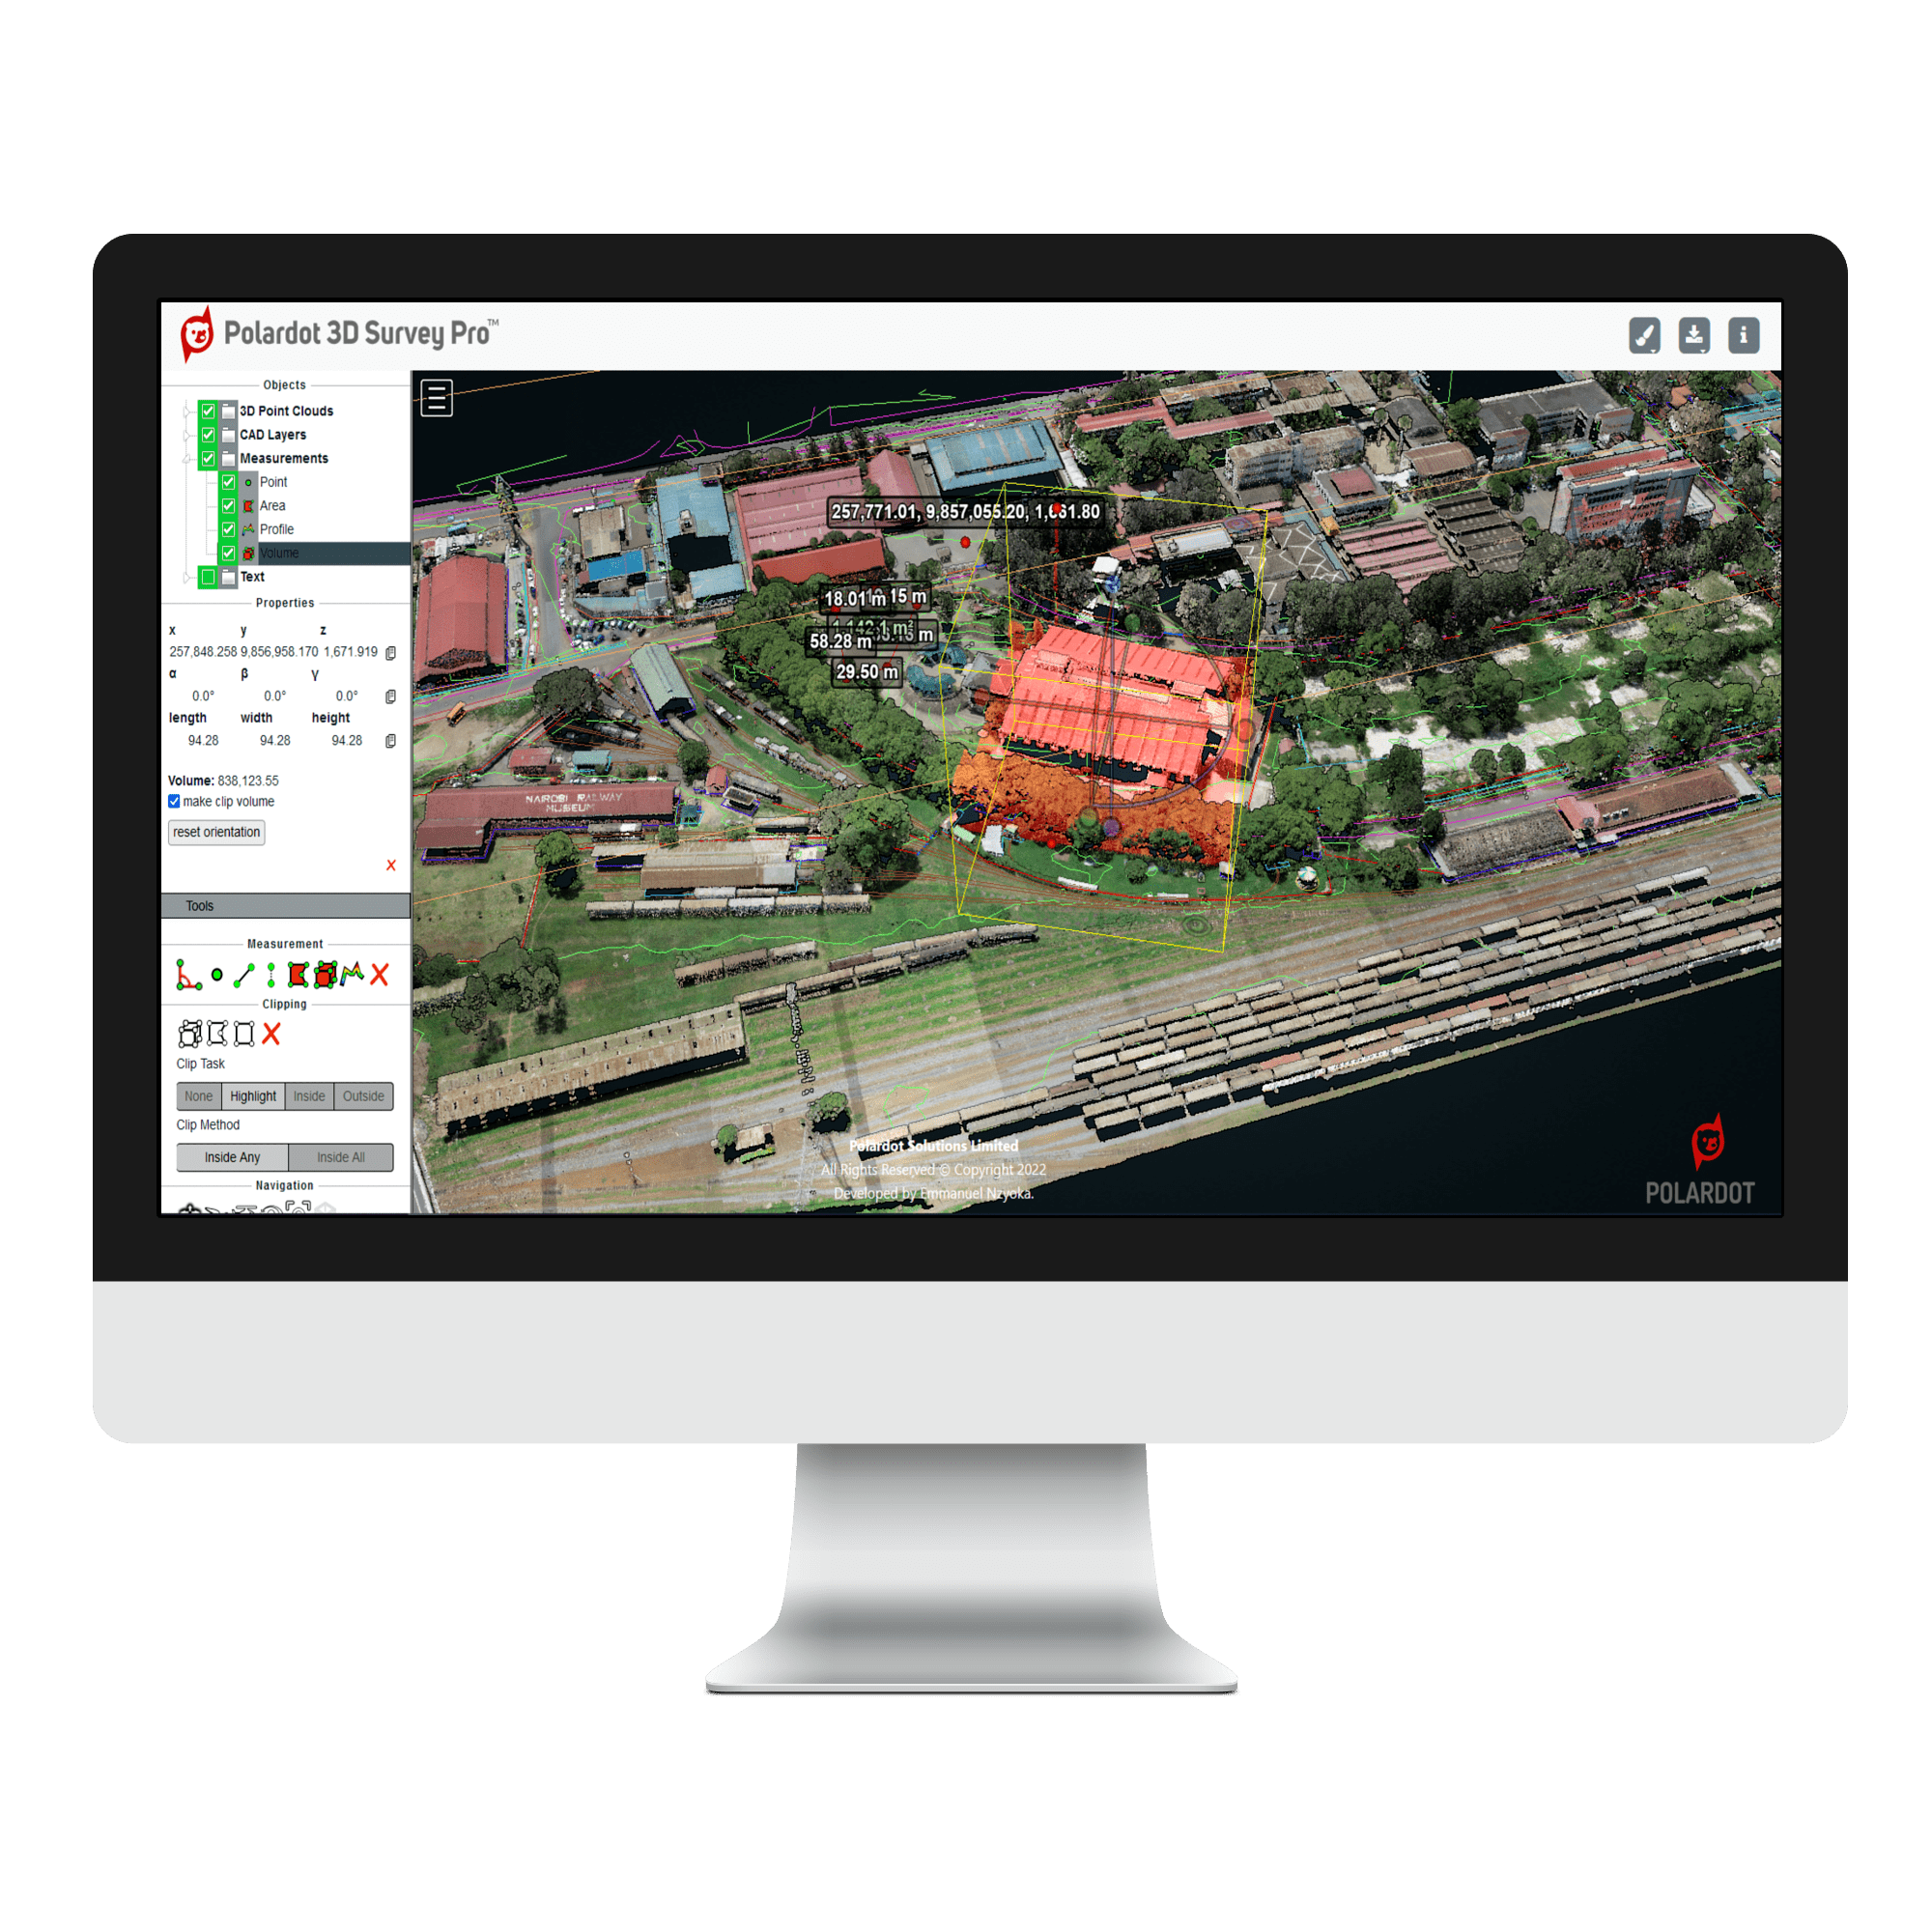 Polardot 3D Survey Pro™
Objects
3D Point Clouds
CAD Layers
Measurements
Point
Area
Profile
Volume
Text
Properties
x y z
257,848.258 9,856,958.170 1,671.919
α β γ
0.0° 0.0° 0.0°
length width height
94.28 94.28 94.28
Volume: 838,123.55
make clip volume
reset orientation
Tools
Measurement
Clipping
Clip Task
None Highlight Inside Outside
Clip Method
Inside Any Inside All
Navigation
257,771.01, 9,857,055.20, 1,661.80
18.01 m 15 m
m²
58.28 m m
29.50 m
NAIROBI RAILWAY
MUSEUM
Polardot Solutions Limited
All Rights Reserved © Copyright 2022
Developed by Emmanuel Nzyoka.
POLARDOT